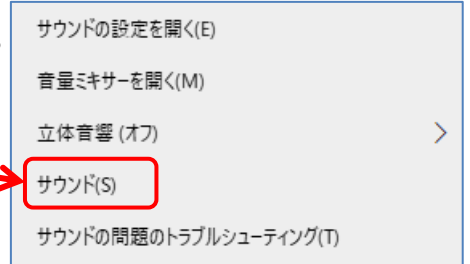 サウンドの設定を開く(E)
音量ミキサーを開く(M)
立体音響 (オフ)
サウンド(S)
サウンドの問題のトラブルシューティング(T)